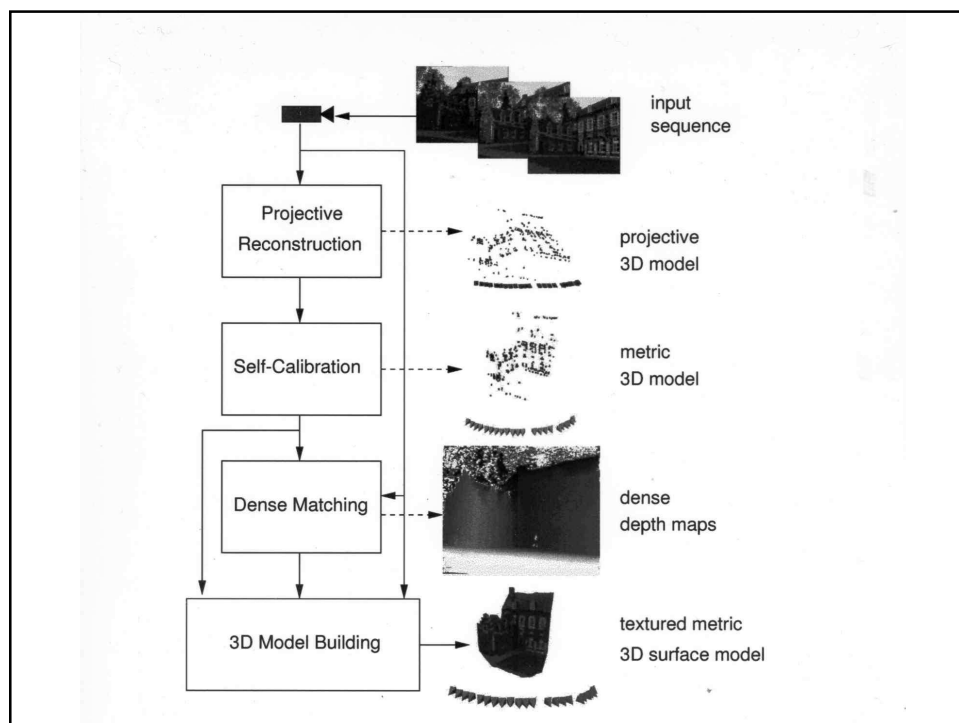 input
sequence
Projective
Reconstruction
projective
3D model
Self-Calibration
metric
3D model
Dense Matching
dense
depth maps
3D Model Building
textured metric
3D surface model